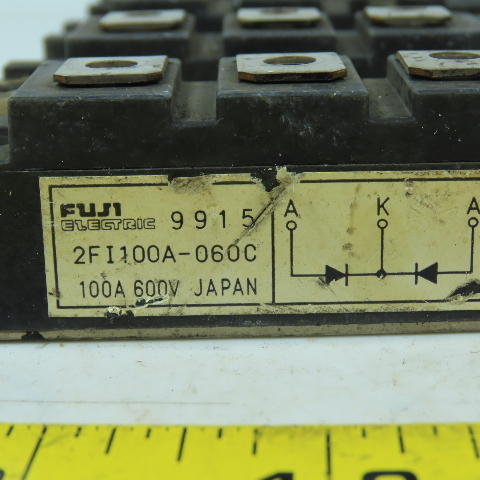 FUJI
ELECTRIC 9915
2FI100A-060C
100A 600V JAPAN
A K A